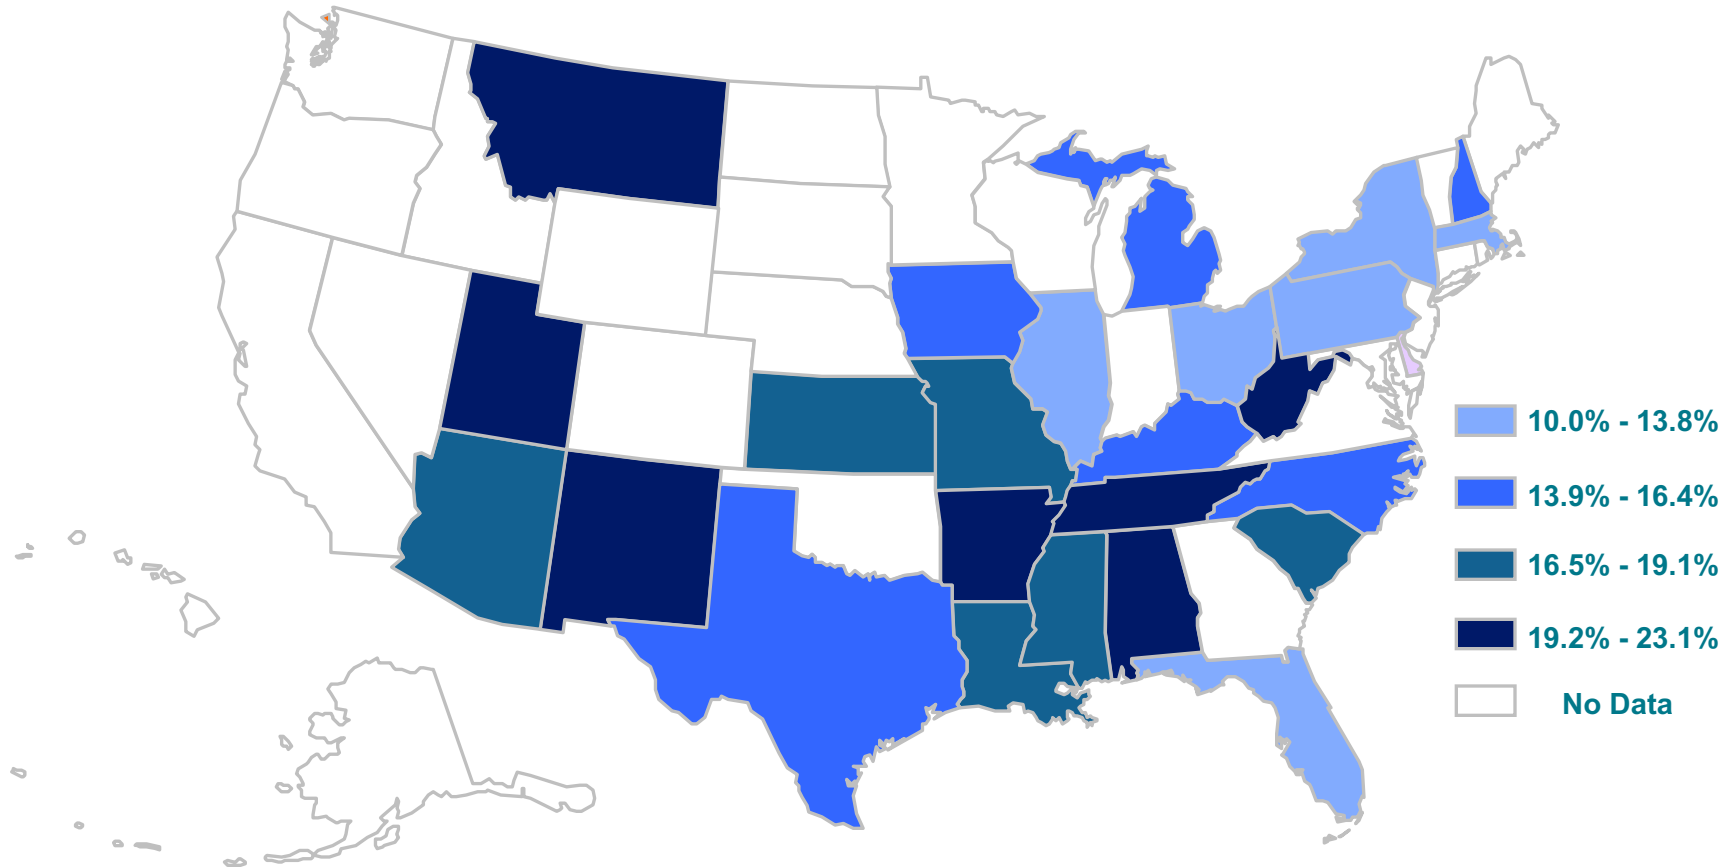 10.0% - 13.8%
13.9% - 16.4%
16.5% - 19.1%
19.2% - 23.1%
No Data